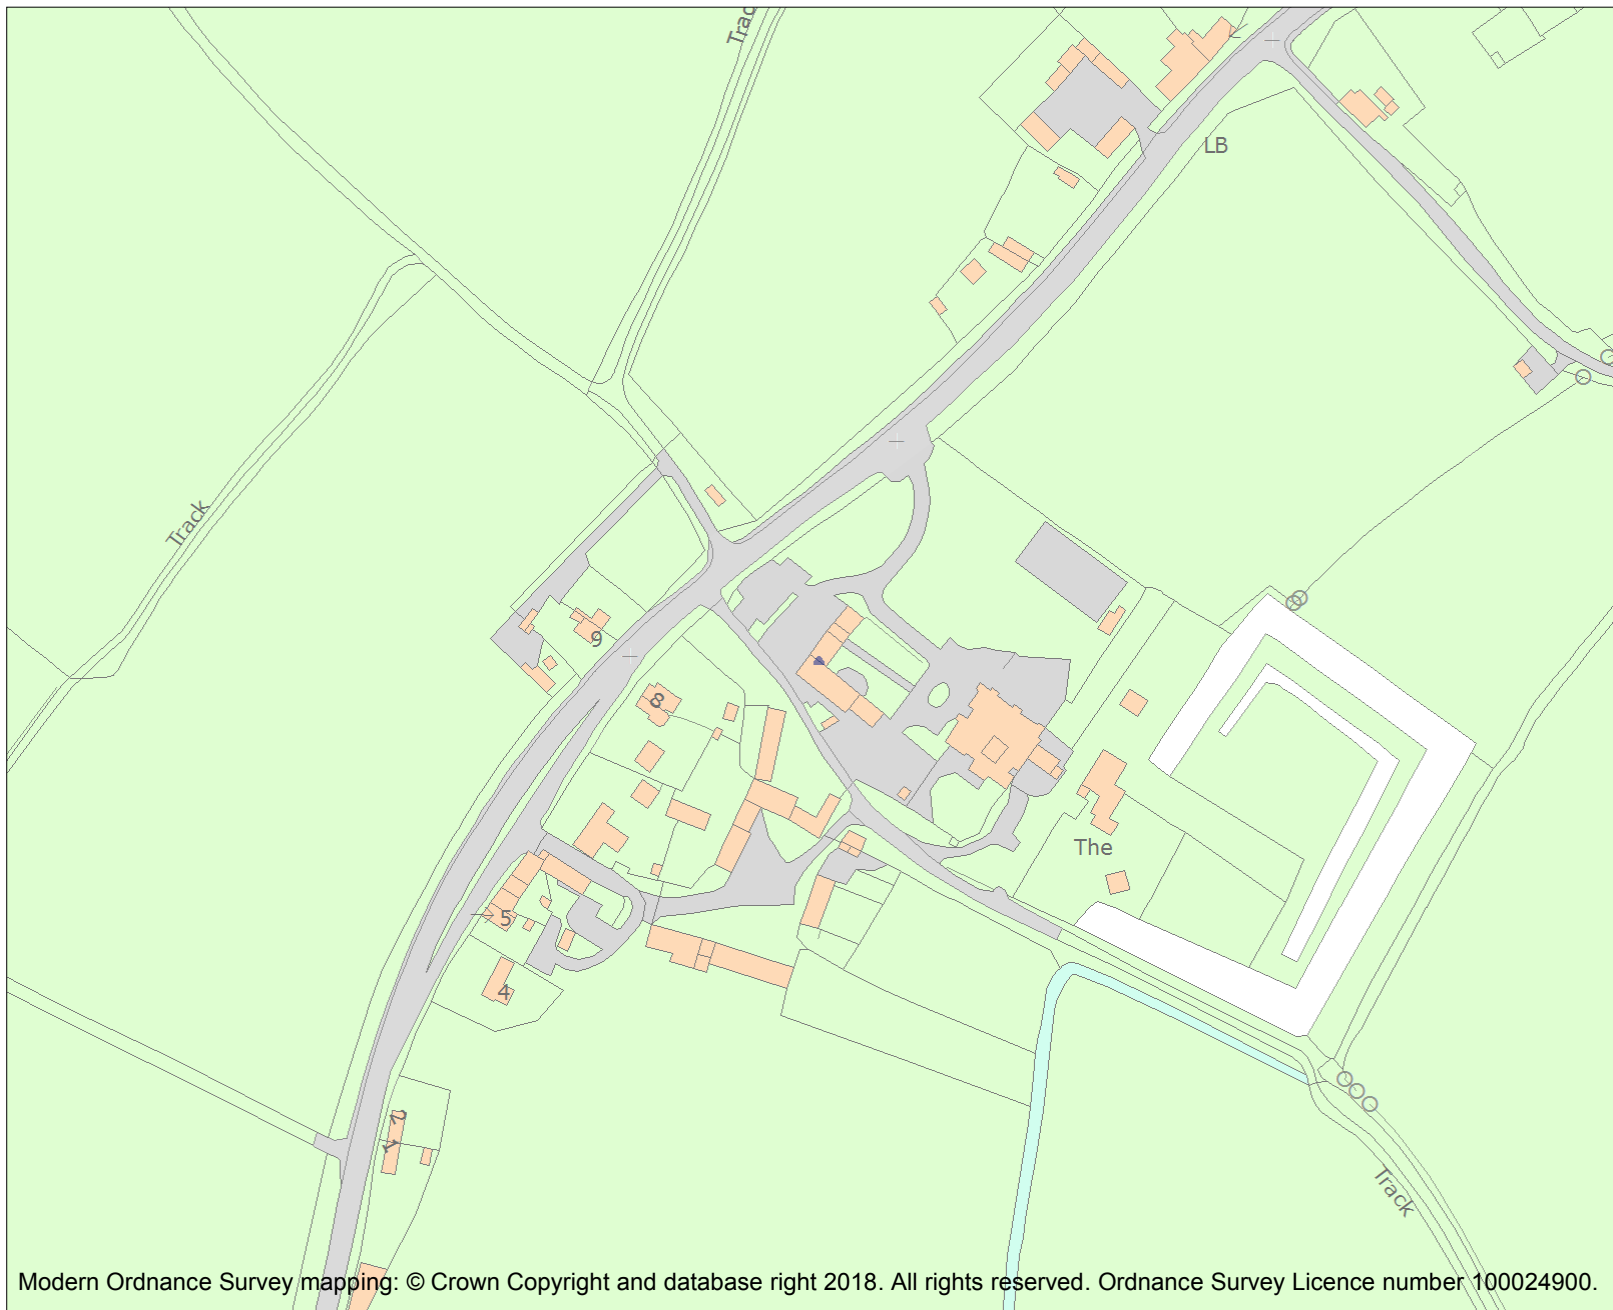 Trac
LB
Track
9
8
The
5
4
2
1
Track
Modern Ordnance Survey mapping: © Crown Copyright and database right 2018. All rights reserved. Ordnance Survey Licence number 100024900.